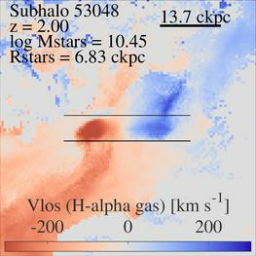 Subhalo 53048
13.7 ckpc
z = 2.00
log Mstars = 10.45
Rstars = 6.83 ckpc
Vlos (H-alpha gas) [km s⁻¹]
-200 0 200